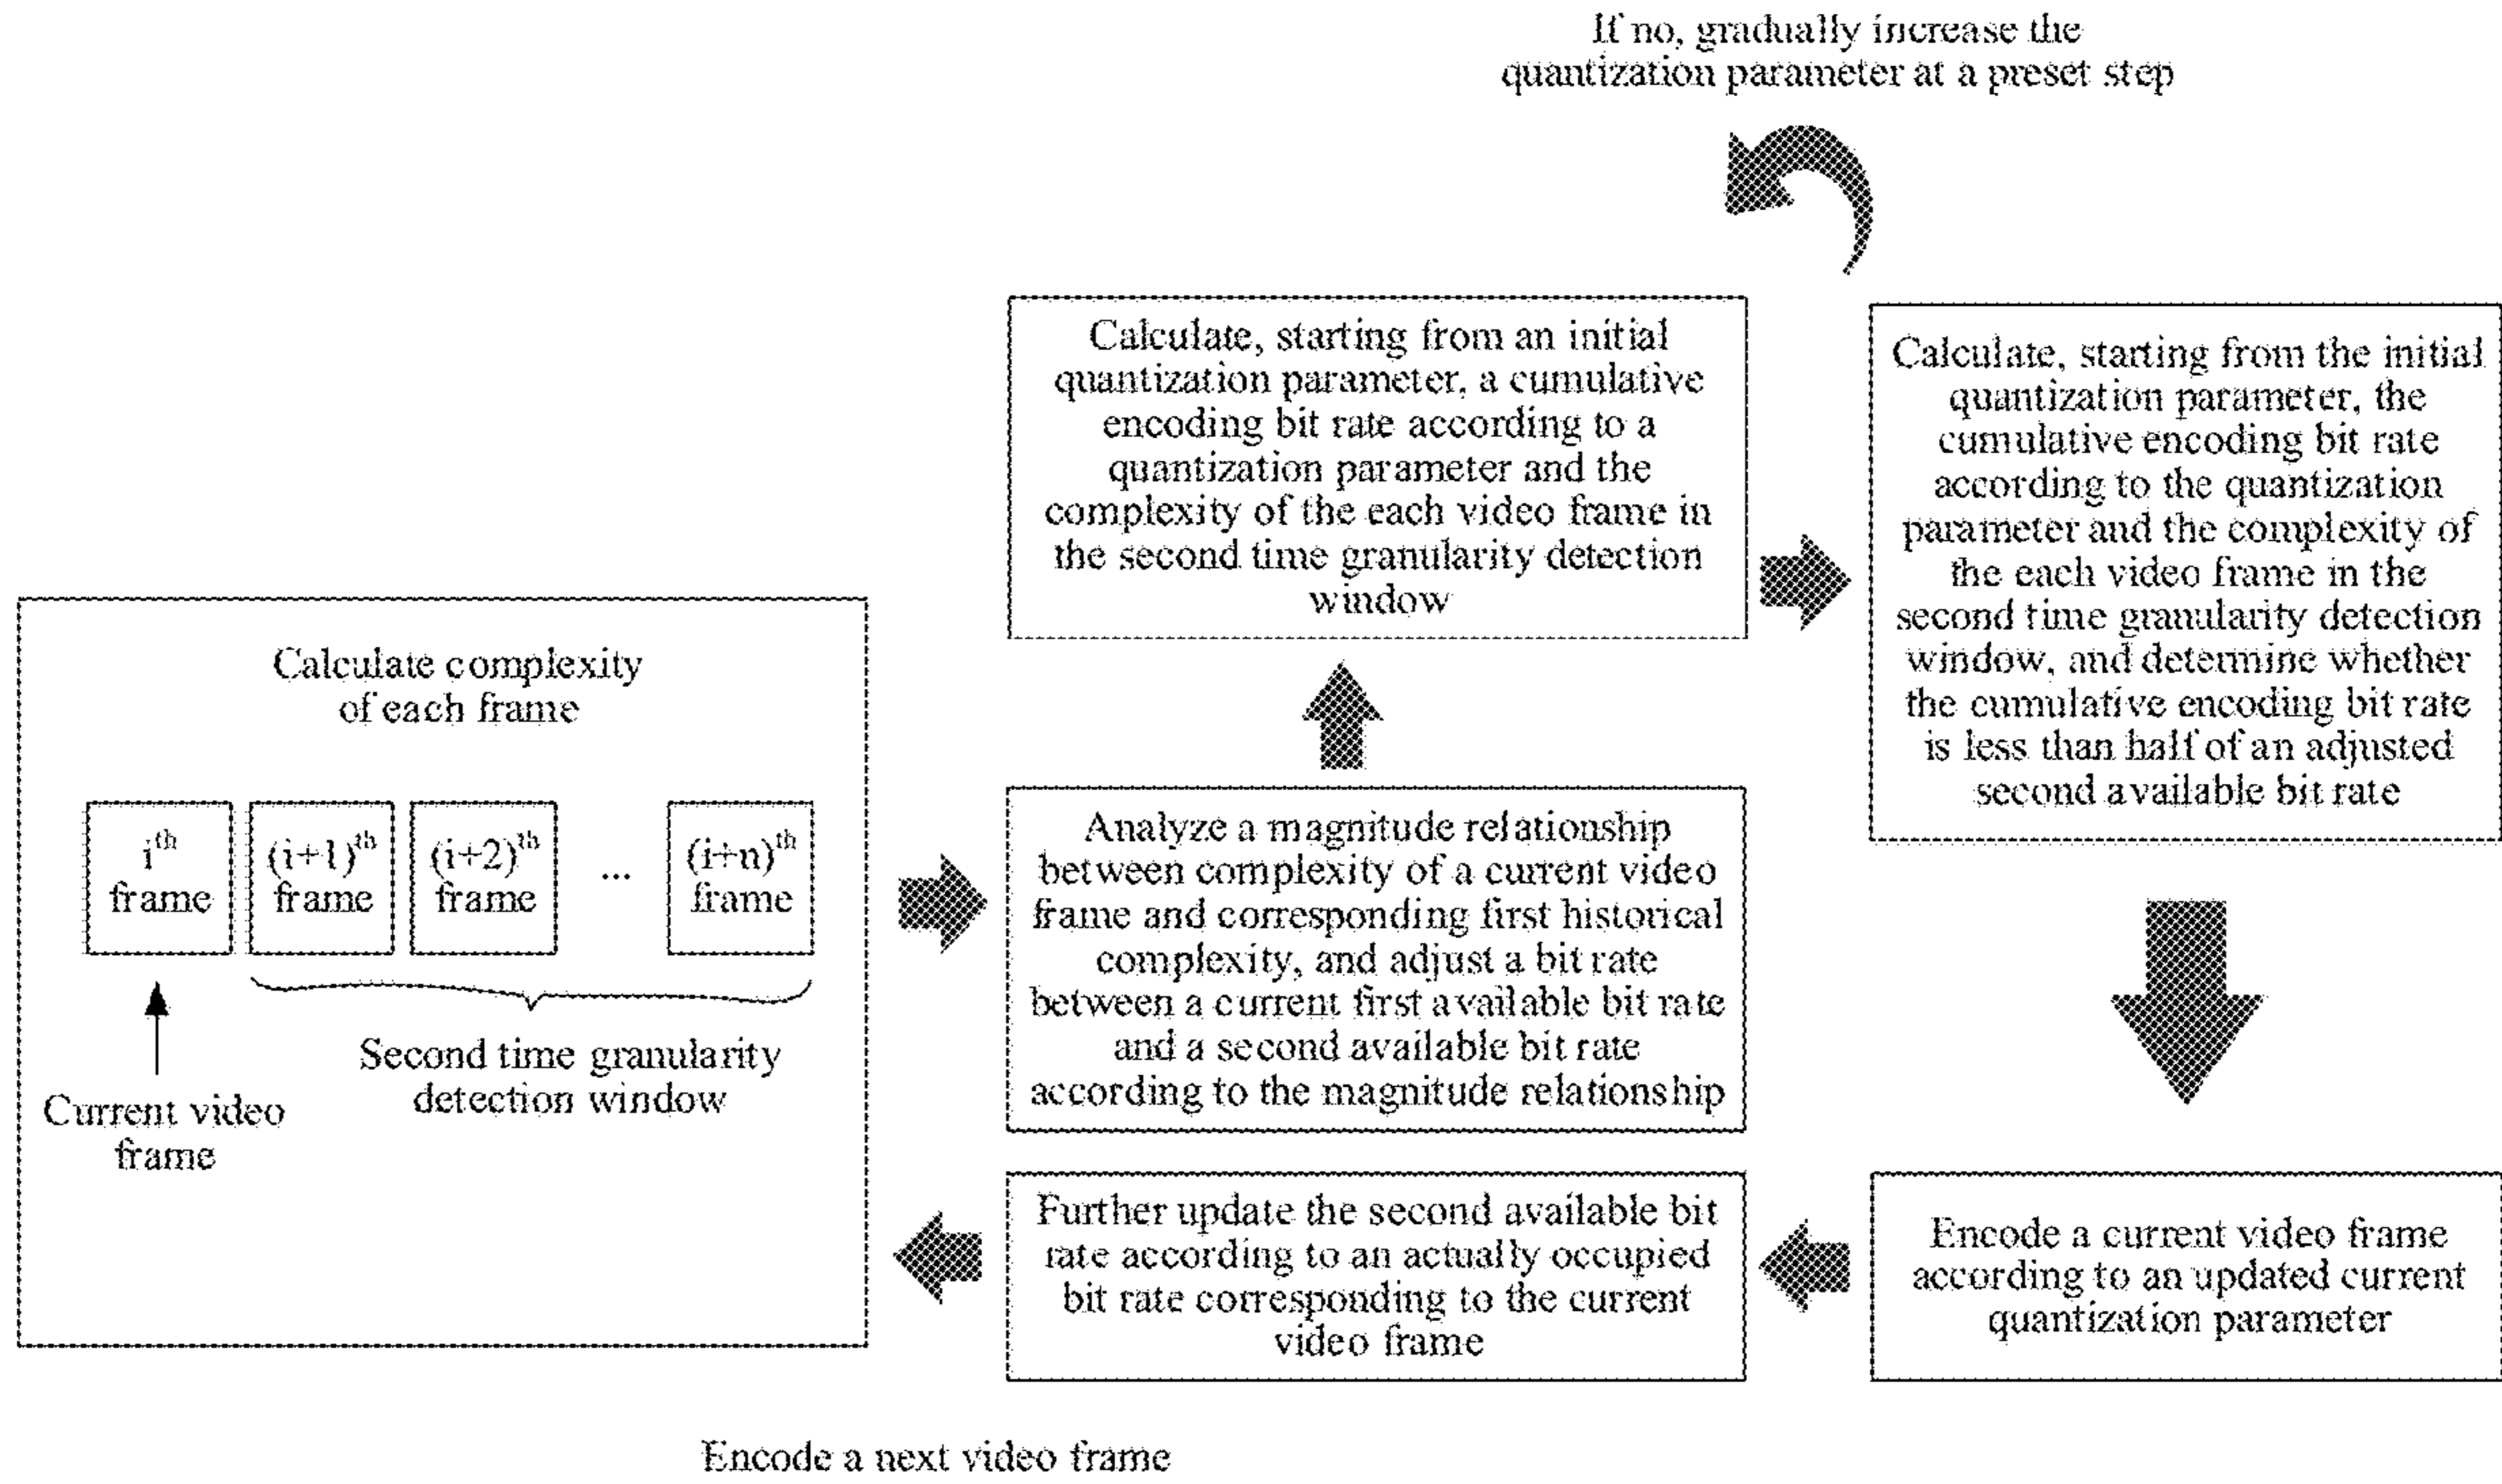 If no, gradually increase the
quantization parameter at a preset step
Calculate, starting from an initial
quantization parameter, a cumulative
encoding bit rate according to a
quantization parameter and the
complexity of the each video frame in
the second time granularity detection
window
Calculate, starting from the initial
quantization parameter, the
cumulative encoding bit rate
according to the quantization
parameter and the complexity of
the each video frame in the
second time granularity detection
window, and determine whether
the cumulative encoding bit rate
is less than half of an adjusted
second available bit rate
Calculate complexity
of each frame
i^th
frame
(i+1)^th
frame
(i+2)^th
frame
...
(i+n)^th
frame
Current video
frame
Second time granularity
detection window
Analyze a magnitude relationship
between complexity of a current video
frame and corresponding first historical
complexity, and adjust a bit rate
between a current first available bit rate
and a second available bit rate
according to the magnitude relationship
Further update the second available bit
rate according to an actually occupied
bit rate corresponding to the current
video frame
Encode a current video frame
according to an updated current
quantization parameter
Encode a next video frame